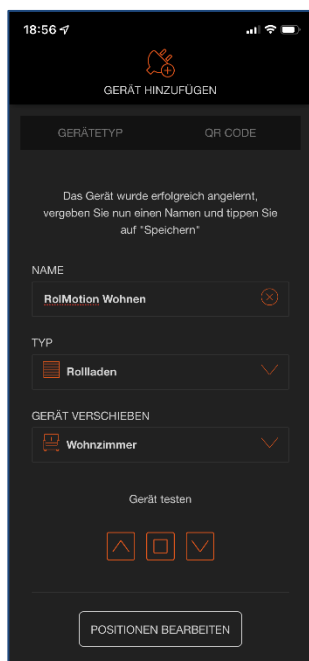 18:56
GERÄT HINZUFÜGEN
GERÄTETYP QR CODE
Das Gerät wurde erfolgreich angelernt,
vergeben Sie nun einen Namen und tippen Sie
auf "Speichern"
NAME
RolMotion Wohnen
TYP
Rollladen
GERÄT VERSCHIEBEN
Wohnzimmer
Gerät testen
POSITIONEN BEARBEITEN